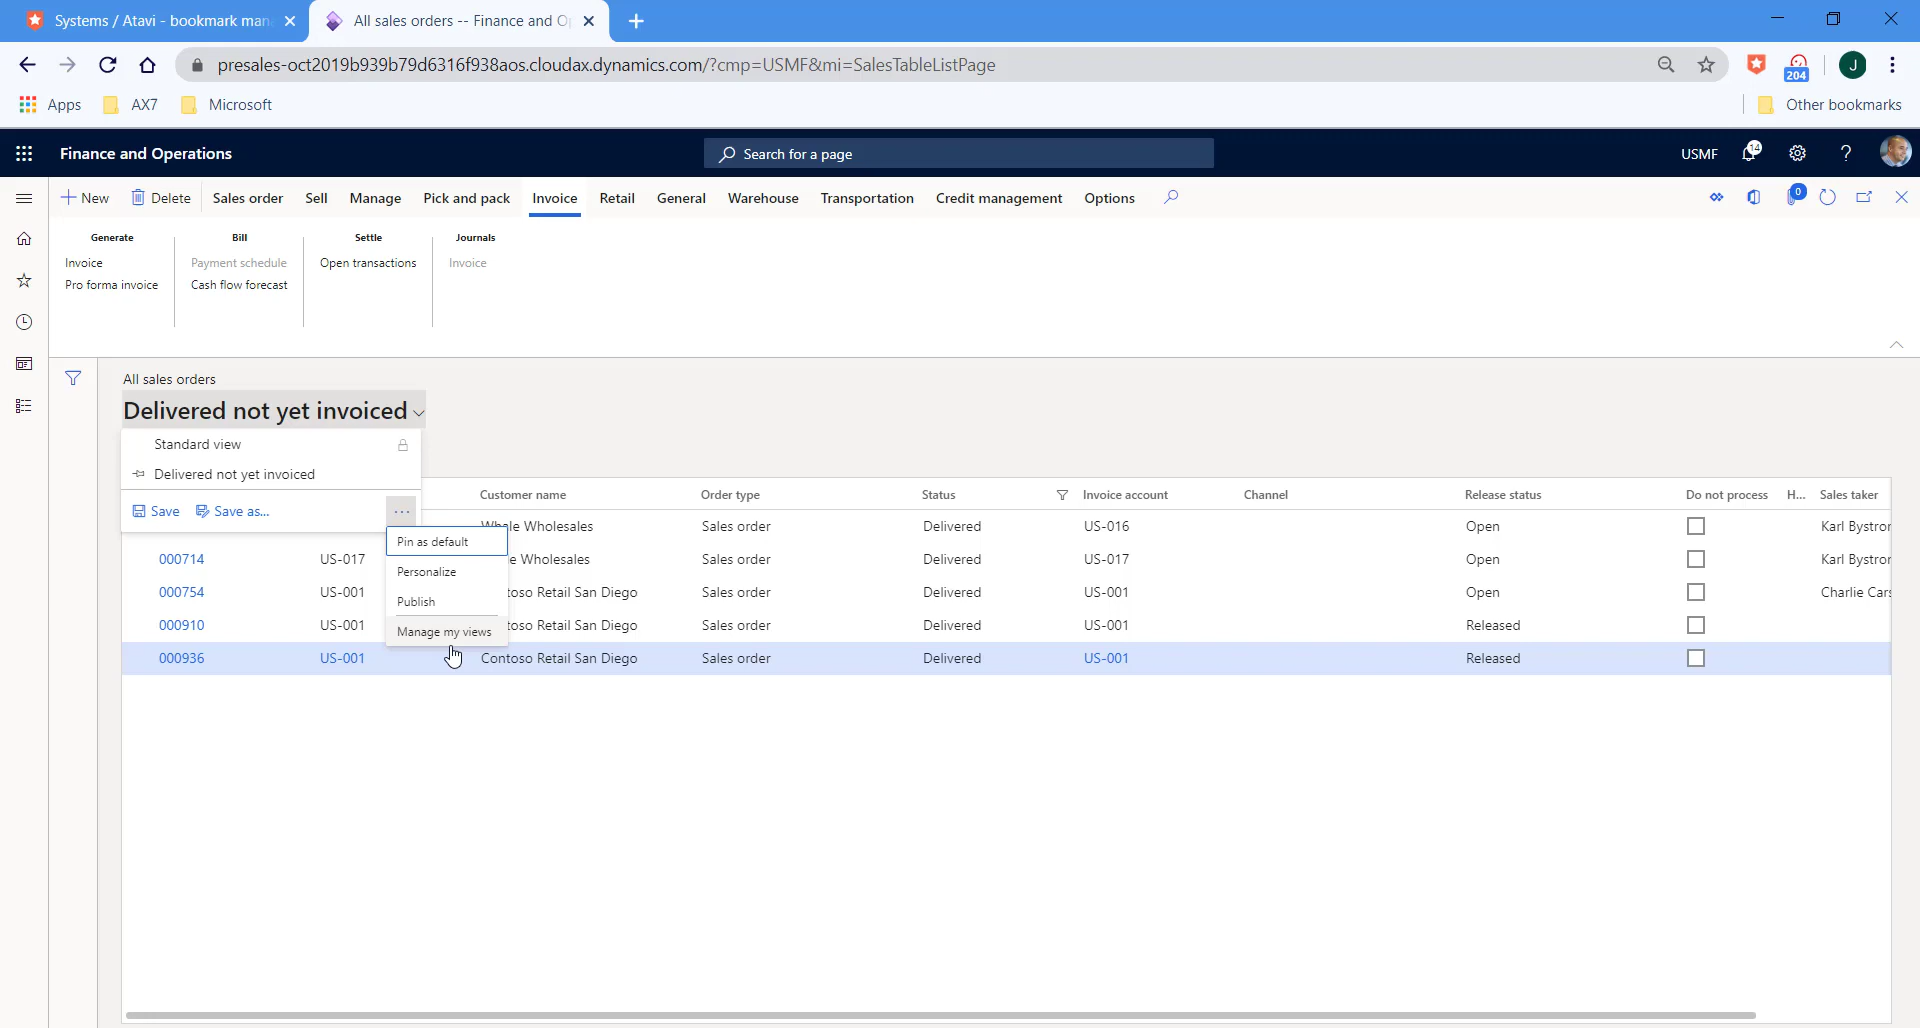 Systems / Atavi - bookmark man
All sales orders -- Finance and O
presales-oct2019b939b79d6316f938aos.cloudax.dynamics.com/?cmp=USMF&mi=SalesTableListPage
204
J
Apps
AX7
Microsoft
Other bookmarks
Finance and Operations
Search for a page
USMF
14
?
New
Delete
Sales order
Sell
Manage
Pick and pack
Invoice
Retail
General
Warehouse
Transportation
Credit management
Options
0
Generate
Bill
Settle
Journals
Invoice
Payment schedule
Open transactions
Invoice
Pro forma invoice
Cash flow forecast
All sales orders
Delivered not yet invoiced
Standard view
Delivered not yet invoiced
Save
Save as...
Pin as default
Personalize
Publish
Manage my views
Customer name
Order type
Status
Invoice account
Channel
Release status
Do not process
H...
Sales taker
Whale Wholesales
Sales order
Delivered
US-016
Open
Karl Bystror
000714
US-017
e Wholesales
Sales order
Delivered
US-017
Open
Karl Bystror
000754
US-001
toso Retail San Diego
Sales order
Delivered
US-001
Open
Charlie Cars
000910
US-001
toso Retail San Diego
Sales order
Delivered
US-001
Released
000936
US-001
Contoso Retail San Diego
Sales order
Delivered
US-001
Released